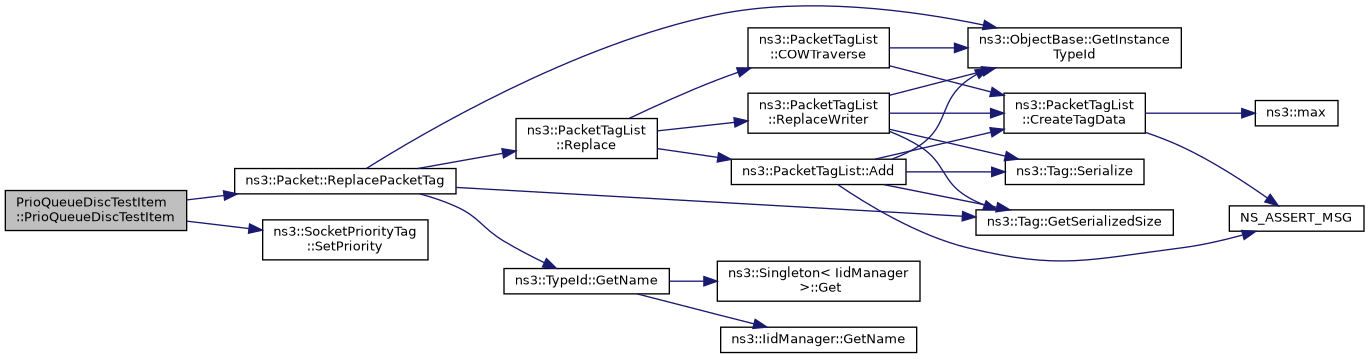 PrioQueueDiscTestItem
::PrioQueueDiscTestItem
ns3::Packet::ReplacePacketTag
ns3::SocketPriorityTag
::SetPriority
ns3::PacketTagList
::Replace
ns3::TypeId::GetName
ns3::PacketTagList
::COWTraverse
ns3::PacketTagList
::ReplaceWriter
ns3::PacketTagList::Add
ns3::Singleton< IidManager
>::Get
ns3::IidManager::GetName
ns3::ObjectBase::GetInstance
TypeId
ns3::PacketTagList
::CreateTagData
ns3::Tag::Serialize
ns3::Tag::GetSerializedSize
ns3::max
NS_ASSERT_MSG